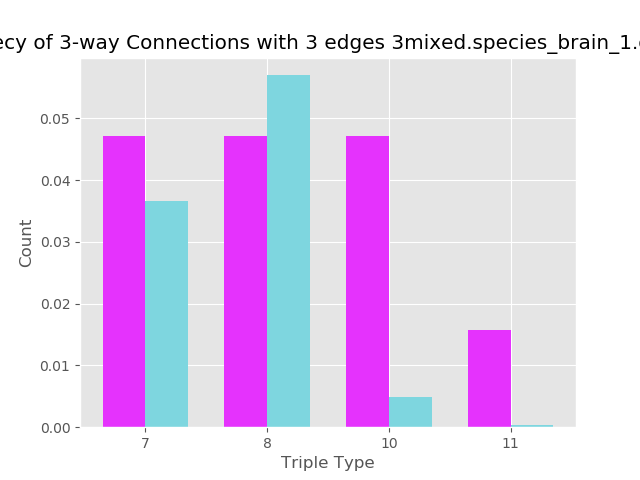 of 3-way Connections with 3 edges 3mixed.species_brain_1.
0.05
0.04
0.03
0.02
0.01
0.00
Count
7 8 10 11
Triple Type